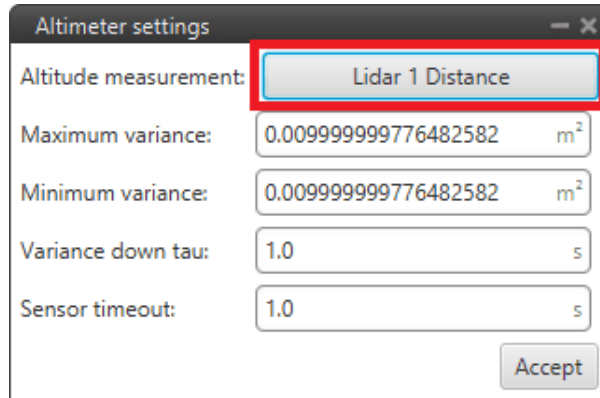 Altimeter settings
Altitude measurement: Lidar 1 Distance
Maximum variance: 0.009999999776482582 m²
Minimum variance: 0.009999999776482582 m²
Variance down tau: 1.0 s
Sensor timeout: 1.0 s
Accept